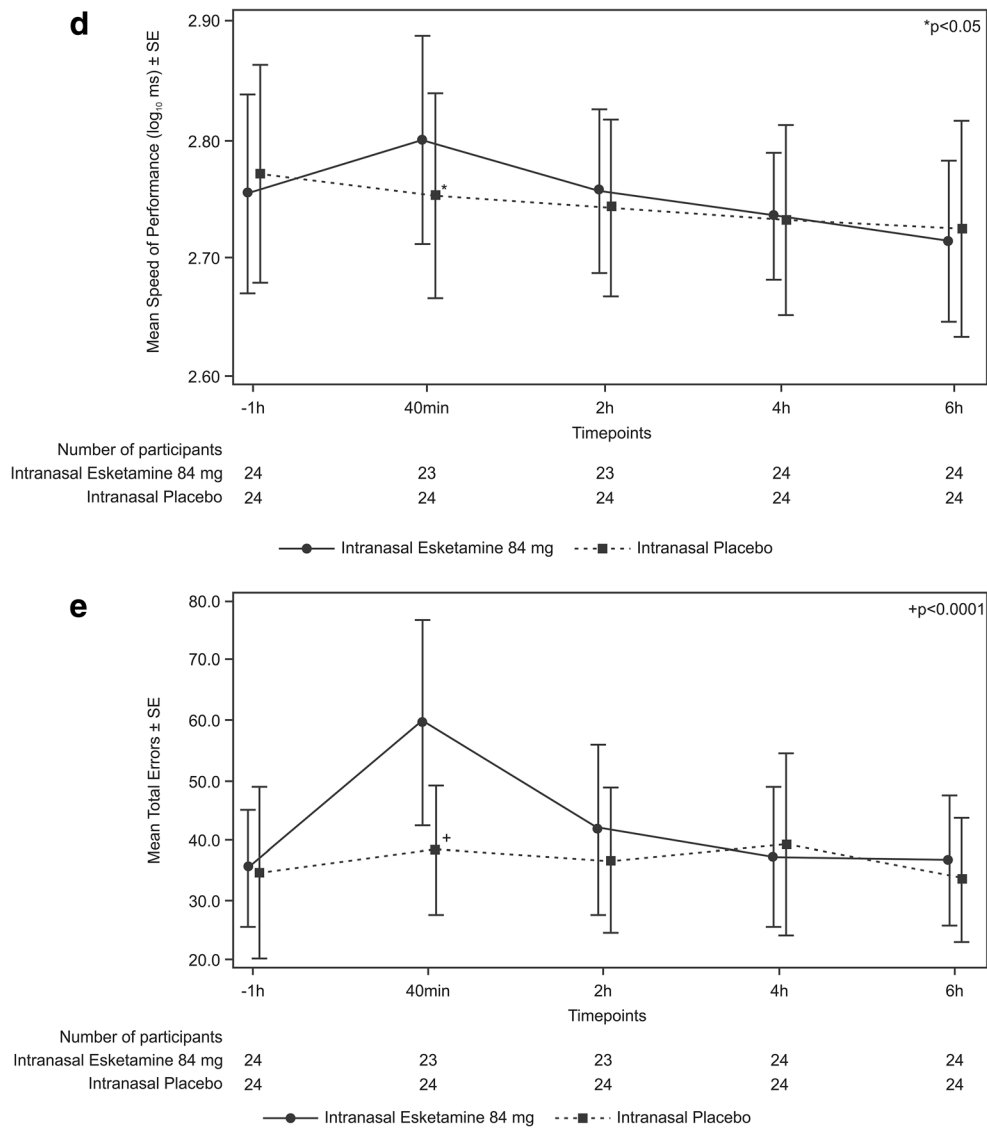 d
*p<0.05
Mean Speed of Performance (log₁₀ ms) ± SE
2.90
2.80
*
2.70
2.60
-1h 40min 2h 4h 6h
Timepoints
Number of participants
Intranasal Esketamine 84 mg 24 23 23 24 24
Intranasal Placebo 24 24 24 24 24
Intranasal Esketamine 84 mg Intranasal Placebo
e
+p<0.0001
Mean Total Errors ± SE
80.0
70.0
60.0
50.0
40.0
+
30.0
20.0
-1h 40min 2h 4h 6h
Timepoints
Number of participants
Intranasal Esketamine 84 mg 24 23 23 24 24
Intranasal Placebo 24 24 24 24 24
Intranasal Esketamine 84 mg Intranasal Placebo